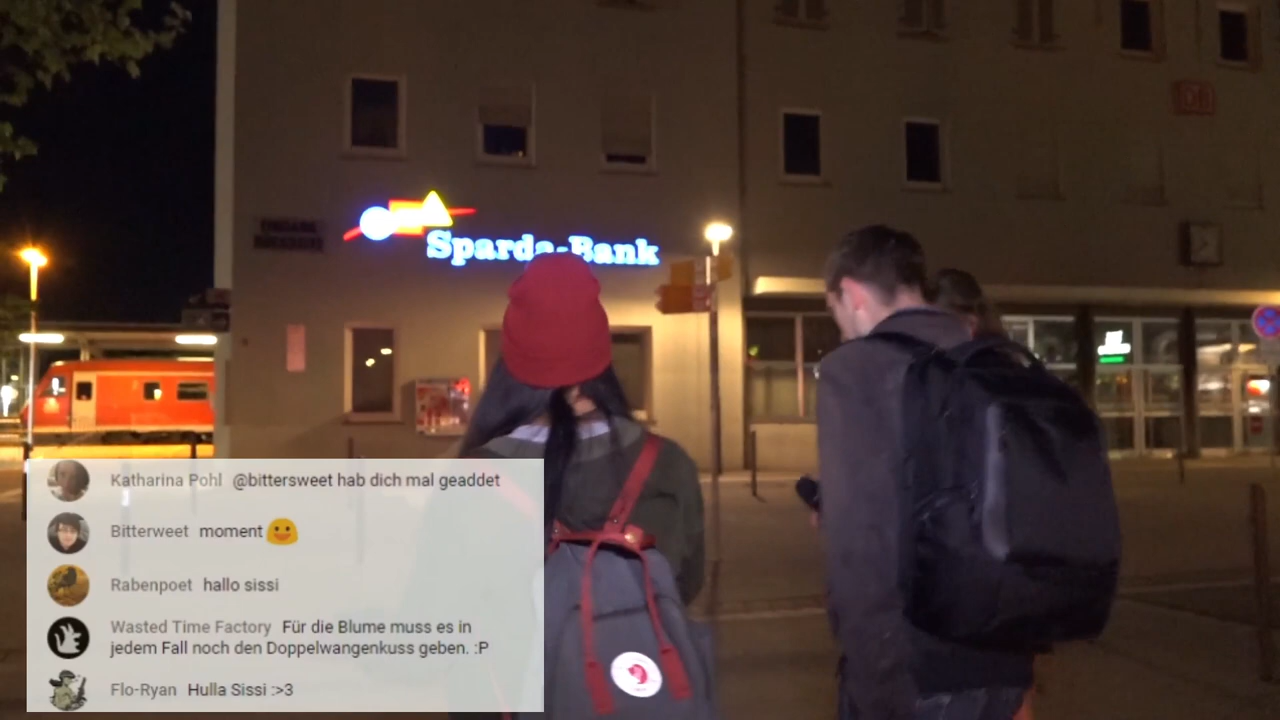 DB
Sparda-Bank
Katharina Pohl @bittersweet hab dich mal geaddet
Bitterweet moment
Rabenpoet hallo sissi
Wasted Time Factory Für die Blume muss es in
jedem Fall noch den Doppelwangenkuss geben. :P
Flo-Ryan Hulla Sissi :>3